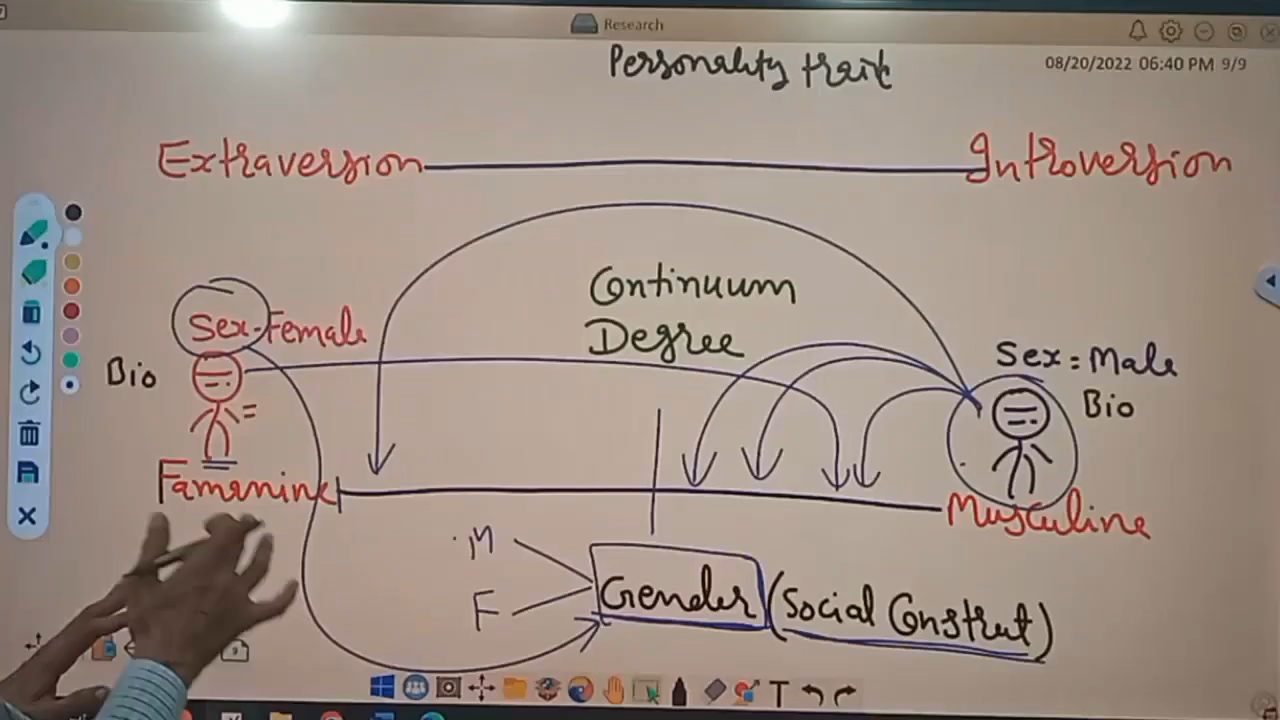 Research
08/20/2022 06:40 PM 9/9
Personality trait
Extraversion
Introversion
Continuum
Degree
Sex-Female
Bio
Sex = Male
Bio
Famenine
Musculine
M
F
Gender (Social Construt)
9
T